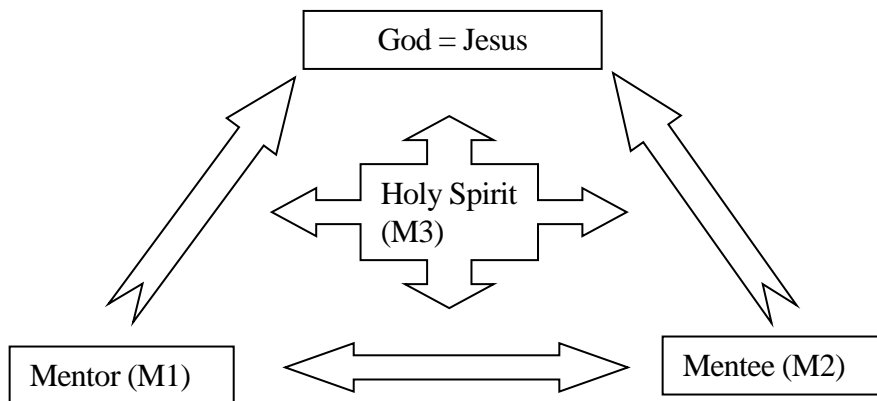 God = Jesus
Holy Spirit
(M3)
Mentor (M1)
Mentee (M2)